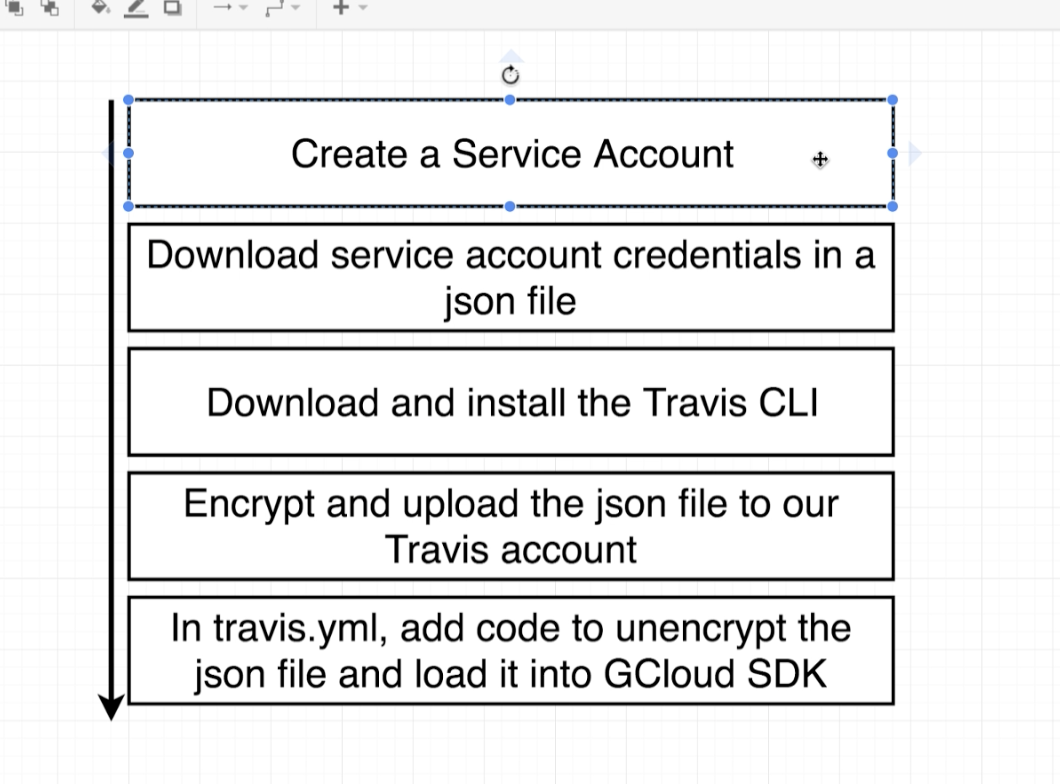 Create a Service Account
Download service account credentials in a
json file
Download and install the Travis CLI
Encrypt and upload the json file to our
Travis account
In travis.yml, add code to unencrypt the
json file and load it into GCloud SDK